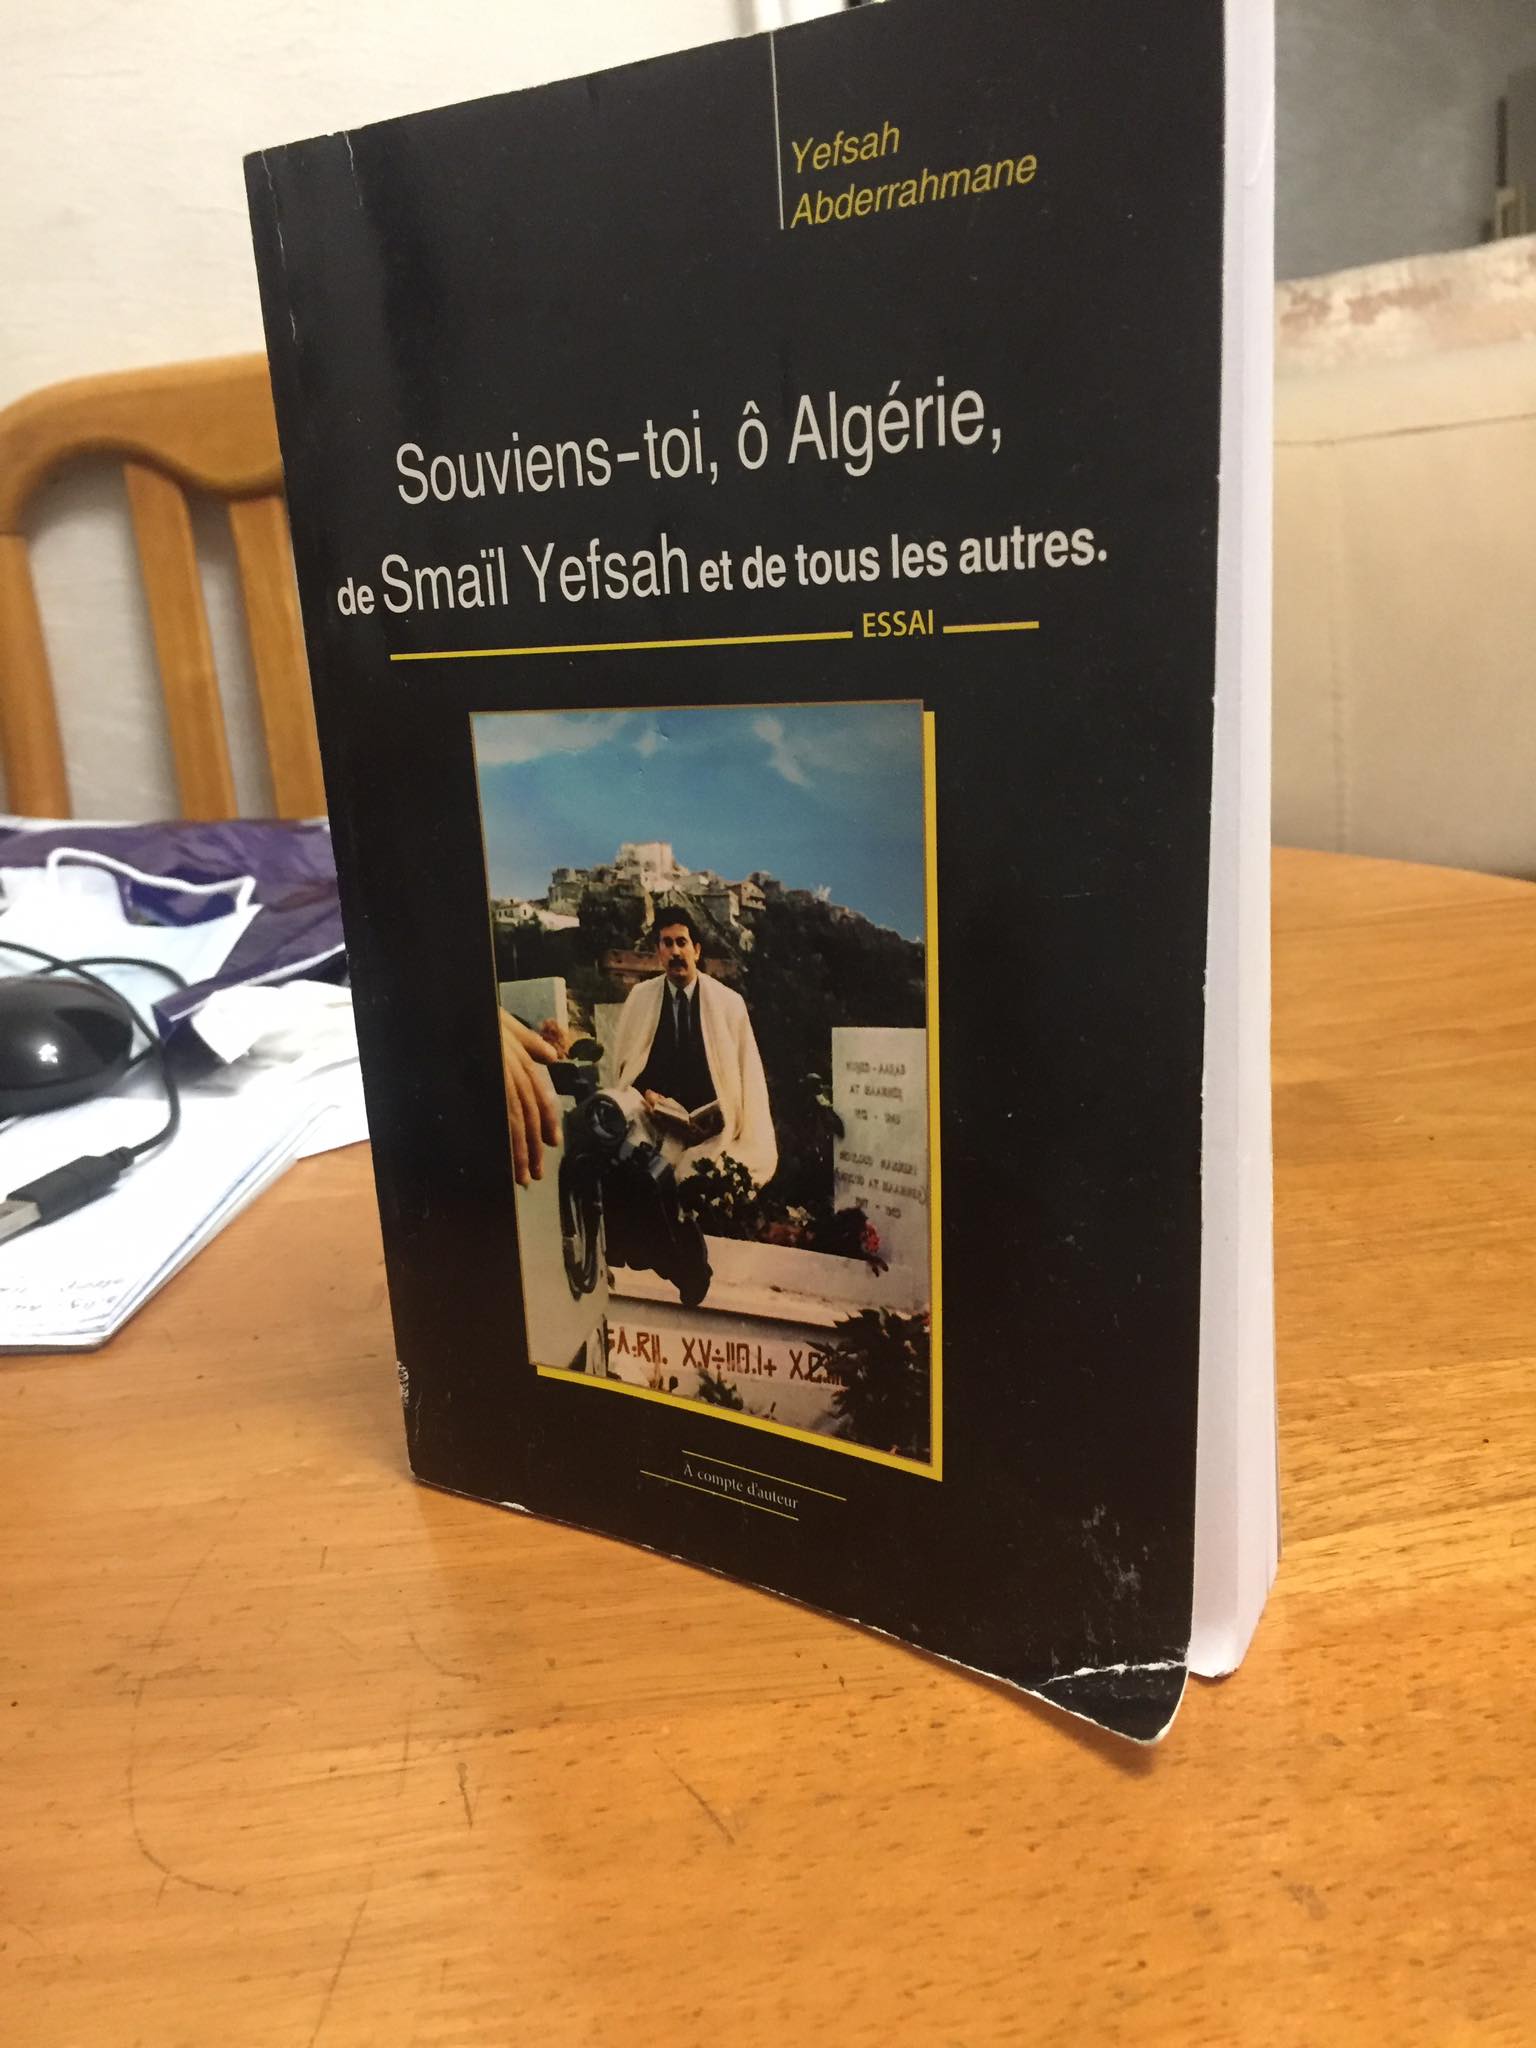 Yefsah
Abderrahmane
Souviens-toi, ô Algérie,
de Smaïl Yefsah et de tous les autres.
ESSAI
À compte d'auteur